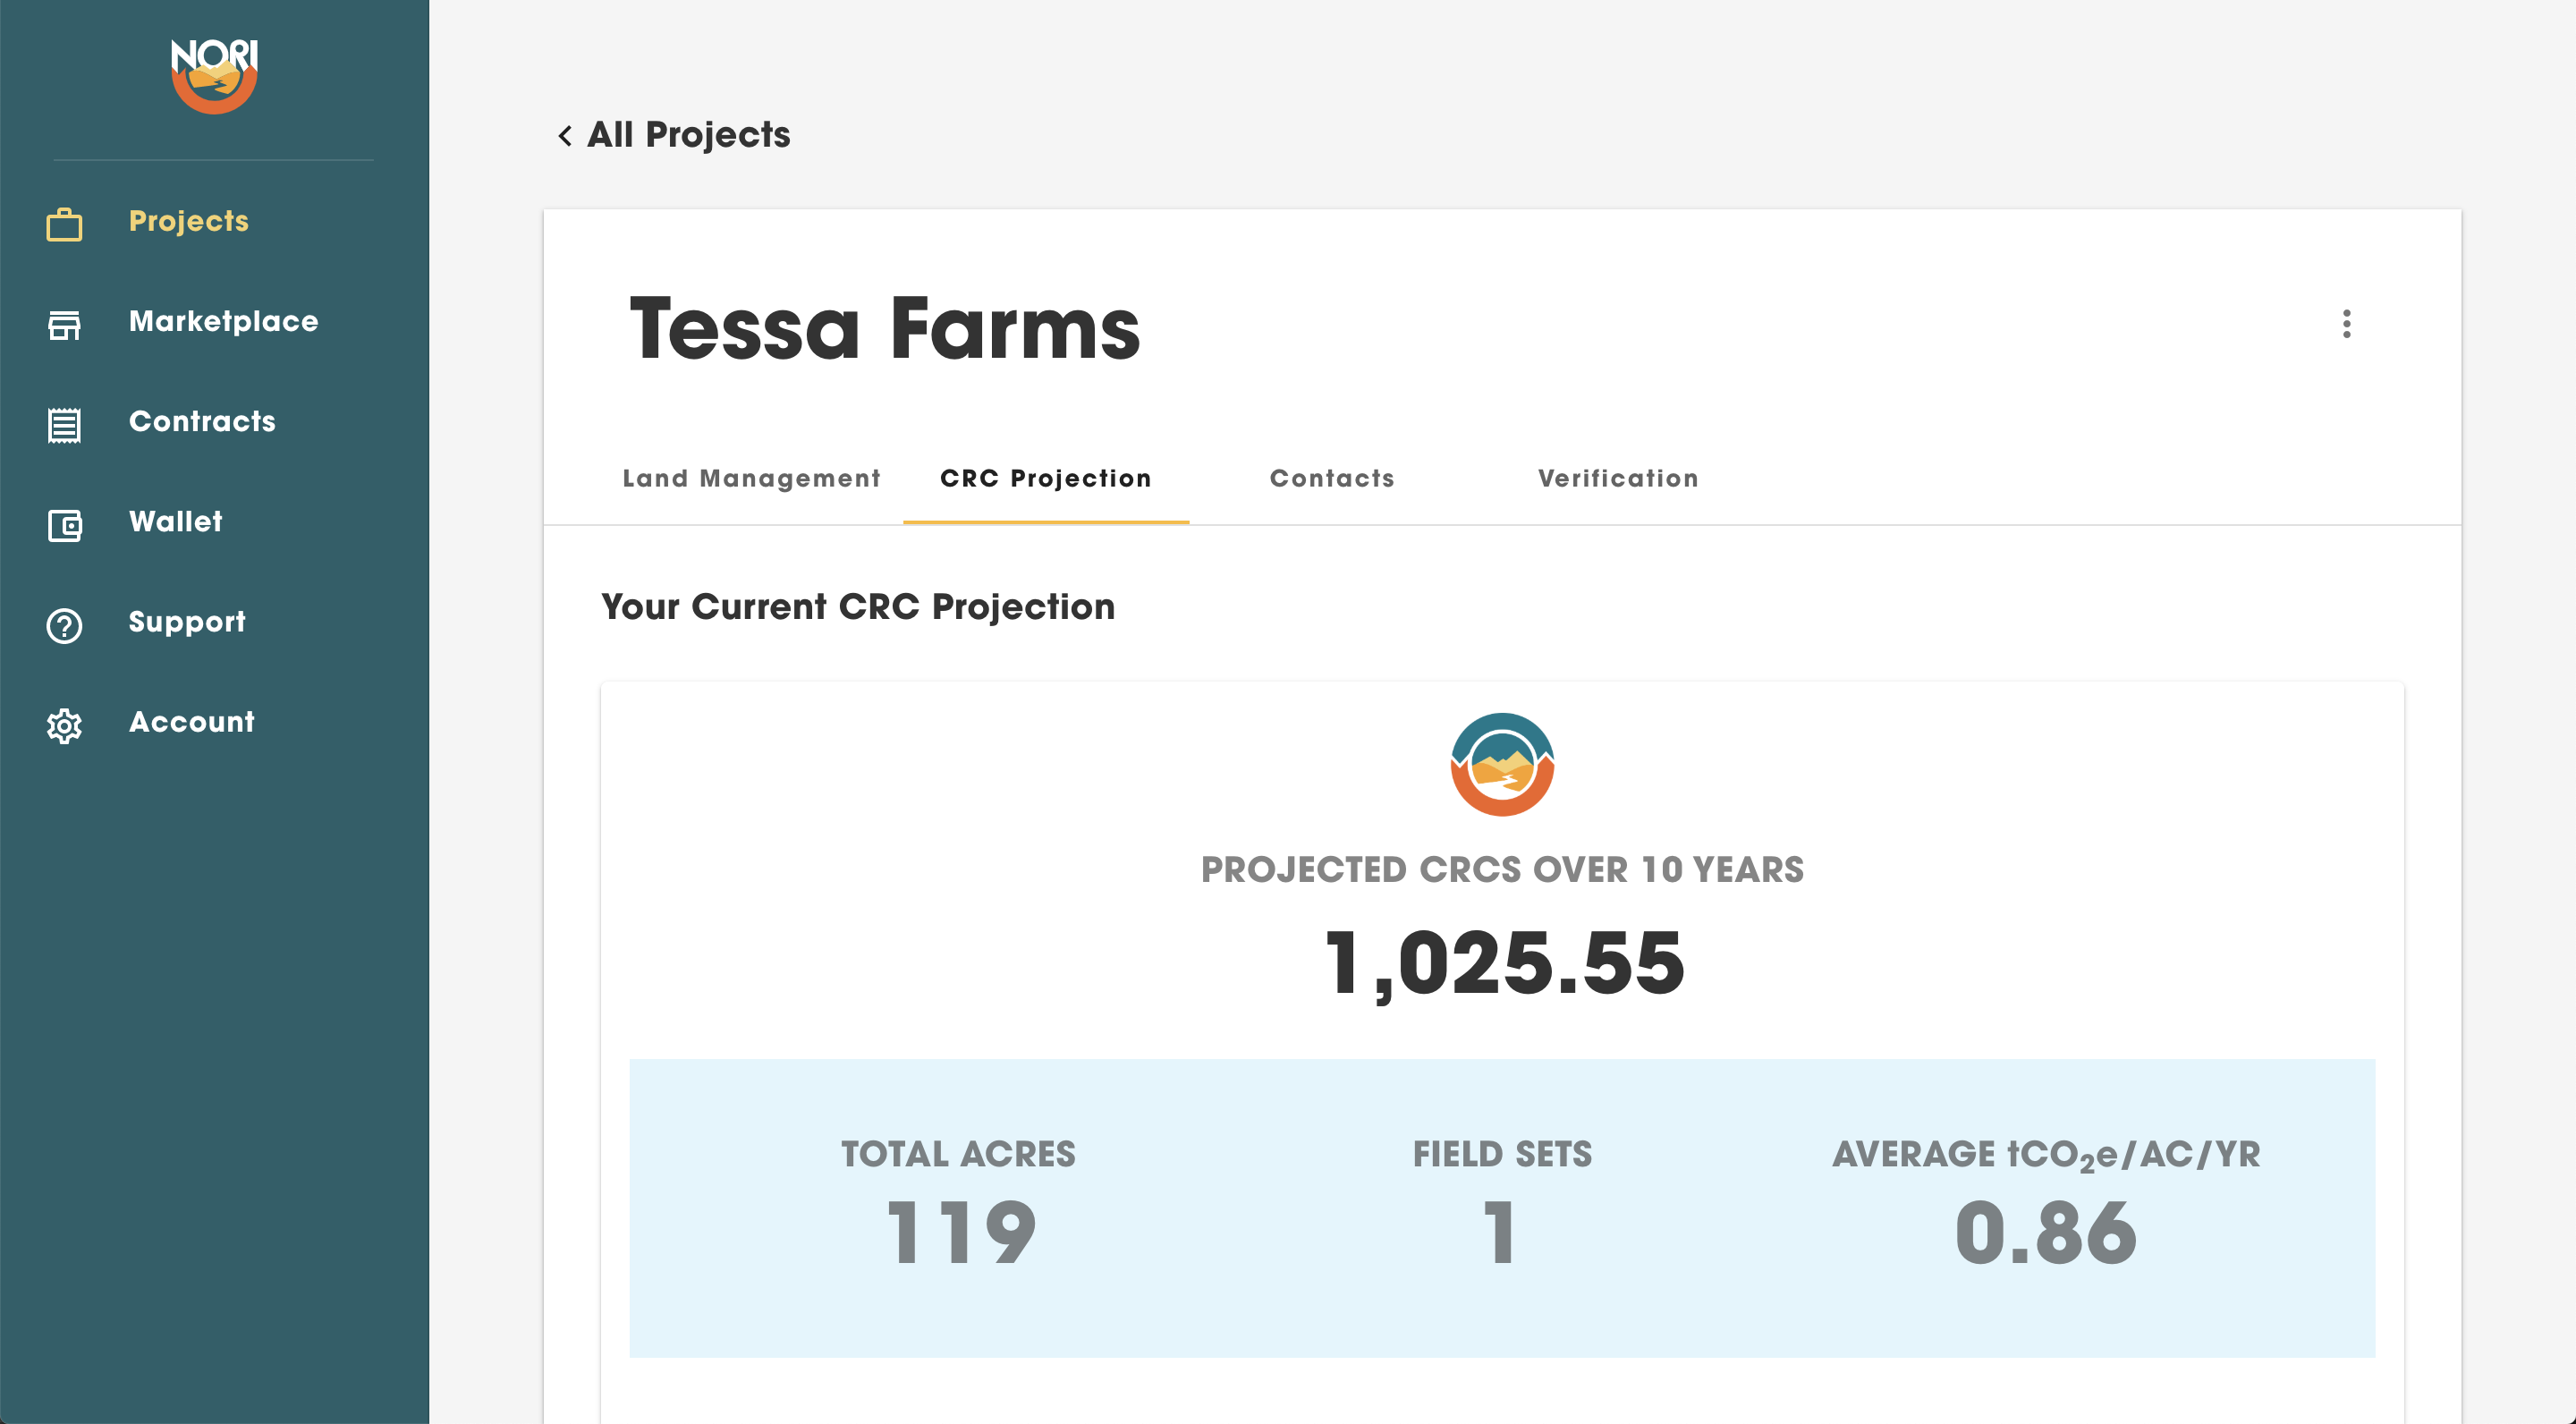 NORI
Projects
Marketplace
Contracts
Wallet
Support
Account
All Projects
Tessa Farms
Land Management
CRC Projection
Contacts
Verification
Your Current CRC Projection
PROJECTED CRCS OVER 10 YEARS
1,025.55
TOTAL ACRES
119
FIELD SETS
1
AVERAGE tCO₂e/AC/YR
0.86